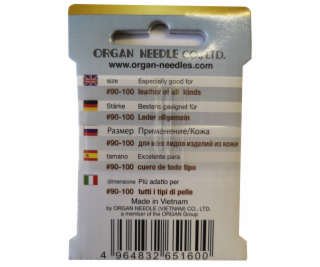 ORGAN NEEDLE CO., LTD.
www.organ-needles.com
size Especially good for
#90-100 leather of all kinds
Stärke Bestens geeignet für
#90-100 Leder allgemein
Размер Применение/Кожа
#90-100 для всех видов изделий из кожи
tamano Excelente para
#90-100 cuero de todo tipo
dimensione Più adatto per
#90-100 tutti i tipi di pelle
Made in Vietnam
by ORGAN NEEDLE (VIETNAM) CO., LTD.
a member of the ORGAN Group
4 964832 651600